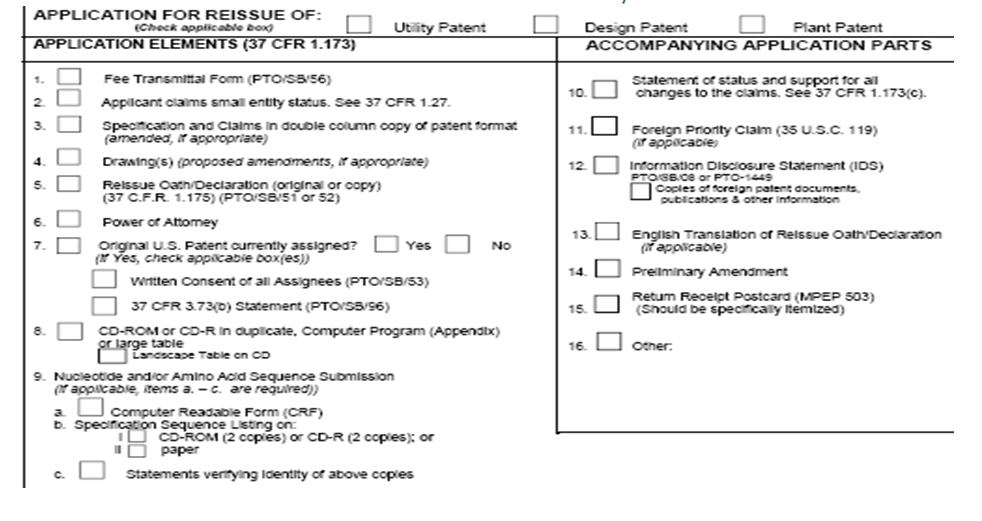 APPLICATION FOR REISSUE OF:
(Check applicable box)
Utility Patent
Design Patent
Plant Patent
APPLICATION ELEMENTS (37 CFR 1.173)
1. Fee Transmittal Form (PTO/SB/56)
2. Applicant claims small entity status. See 37 CFR 1.27.
3. Specification and Claims in double column copy of patent format
(amended, if appropriate)
4. Drawing(s) (proposed amendments, if appropriate)
5. Reissue Oath/Declaration (original or copy)
(37 C.F.R. 1.175) (PTO/SB/51 or 52)
6. Power of Attorney
7. Original U.S. Patent currently assigned? Yes No
(If Yes, check applicable box(es))
Written Consent of all Assignees (PTO/SB/53)
37 CFR 3.73(b) Statement (PTO/SB/96)
8. CD-ROM or CD-R in duplicate, Computer Program (Appendix)
or large table
Landscape Table on CD
9. Nucleotide and/or Amino Acid Sequence Submission
(if applicable, items a. – c. are required))
a. Computer Readable Form (CRF)
b. Specification Sequence Listing on:
i CD-ROM (2 copies) or CD-R (2 copies); or
ii paper
c. Statements verifying identity of above copies
ACCOMPANYING APPLICATION PARTS
10. Statement of status and support for all
changes to the claims. See 37 CFR 1.173(c).
11. Foreign Priority Claim (35 U.S.C. 119)
(if applicable)
12. Information Disclosure Statement (IDS)
PTO/SB/08 or PTO-1449
Copies of foreign patent documents,
publications & other information
13. English Translation of Reissue Oath/Declaration
(if applicable)
14. Preliminary Amendment
15. Return Receipt Postcard (MPEP 503)
(Should be specifically itemized)
16. Other: